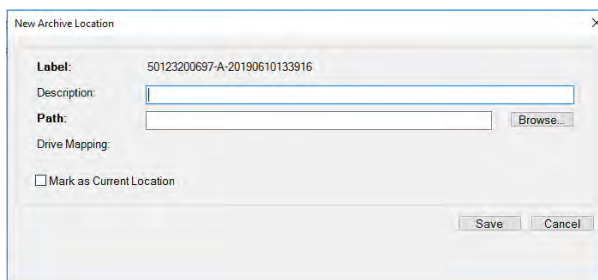 New Archive Location
Label: 50123200697-A-20190610133916
Description:
Path: Browse...
Drive Mapping:
Mark as Current Location
Save Cancel